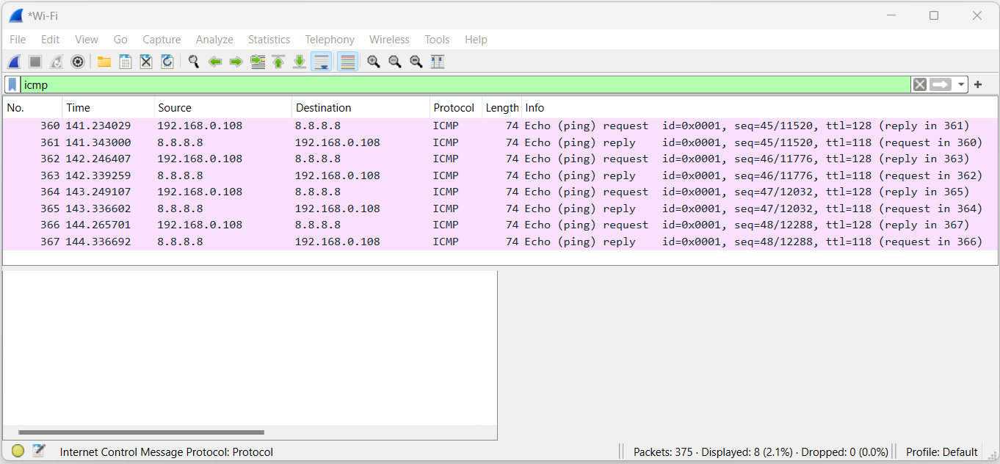 *Wi-Fi
File Edit View Go Capture Analyze Statistics Telephony Wireless Tools Help
icmp
No. Time Source Destination Protocol Length Info
360 141.234029 192.168.0.108 8.8.8.8 ICMP 74 Echo (ping) request id=0x0001, seq=45/11520, ttl=128 (reply in 361)
361 141.343000 8.8.8.8 192.168.0.108 ICMP 74 Echo (ping) reply id=0x0001, seq=45/11520, ttl=118 (request in 360)
362 142.246407 192.168.0.108 8.8.8.8 ICMP 74 Echo (ping) request id=0x0001, seq=46/11776, ttl=128 (reply in 363)
363 142.339259 8.8.8.8 192.168.0.108 ICMP 74 Echo (ping) reply id=0x0001, seq=46/11776, ttl=118 (request in 362)
364 143.249107 192.168.0.108 8.8.8.8 ICMP 74 Echo (ping) request id=0x0001, seq=47/12032, ttl=128 (reply in 365)
365 143.336602 8.8.8.8 192.168.0.108 ICMP 74 Echo (ping) reply id=0x0001, seq=47/12032, ttl=118 (request in 364)
366 144.265701 192.168.0.108 8.8.8.8 ICMP 74 Echo (ping) request id=0x0001, seq=48/12288, ttl=128 (reply in 367)
367 144.336692 8.8.8.8 192.168.0.108 ICMP 74 Echo (ping) reply id=0x0001, seq=48/12288, ttl=118 (request in 366)
Internet Control Message Protocol: Protocol Packets: 375 · Displayed: 8 (2.1%) · Dropped: 0 (0.0%) Profile: Default